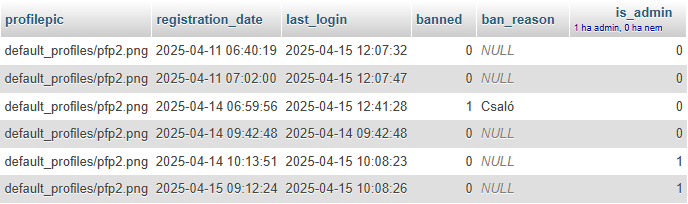 profilepic registration_date last_login banned ban_reason is_admin
1 ha admin, 0 ha nem
default_profiles/pfp2.png 2025-04-11 06:40:19 2025-04-15 12:07:32 0 NULL 0
default_profiles/pfp2.png 2025-04-11 07:02:00 2025-04-15 12:07:47 0 NULL 0
default_profiles/pfp2.png 2025-04-14 06:59:56 2025-04-15 12:41:28 1 Csaló 0
default_profiles/pfp2.png 2025-04-14 09:42:48 2025-04-14 09:42:48 0 NULL 0
default_profiles/pfp2.png 2025-04-14 10:13:51 2025-04-15 10:08:23 0 NULL 1
default_profiles/pfp2.png 2025-04-15 09:12:24 2025-04-15 10:08:26 0 NULL 1